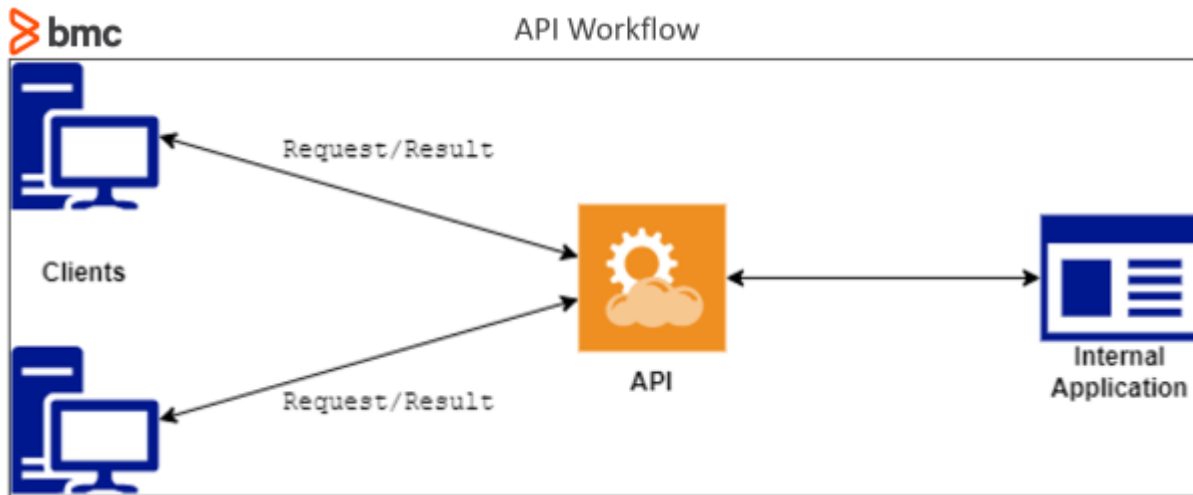 bmc
API Workflow
Request/Result
Clients
API
Internal
Application
Request/Result